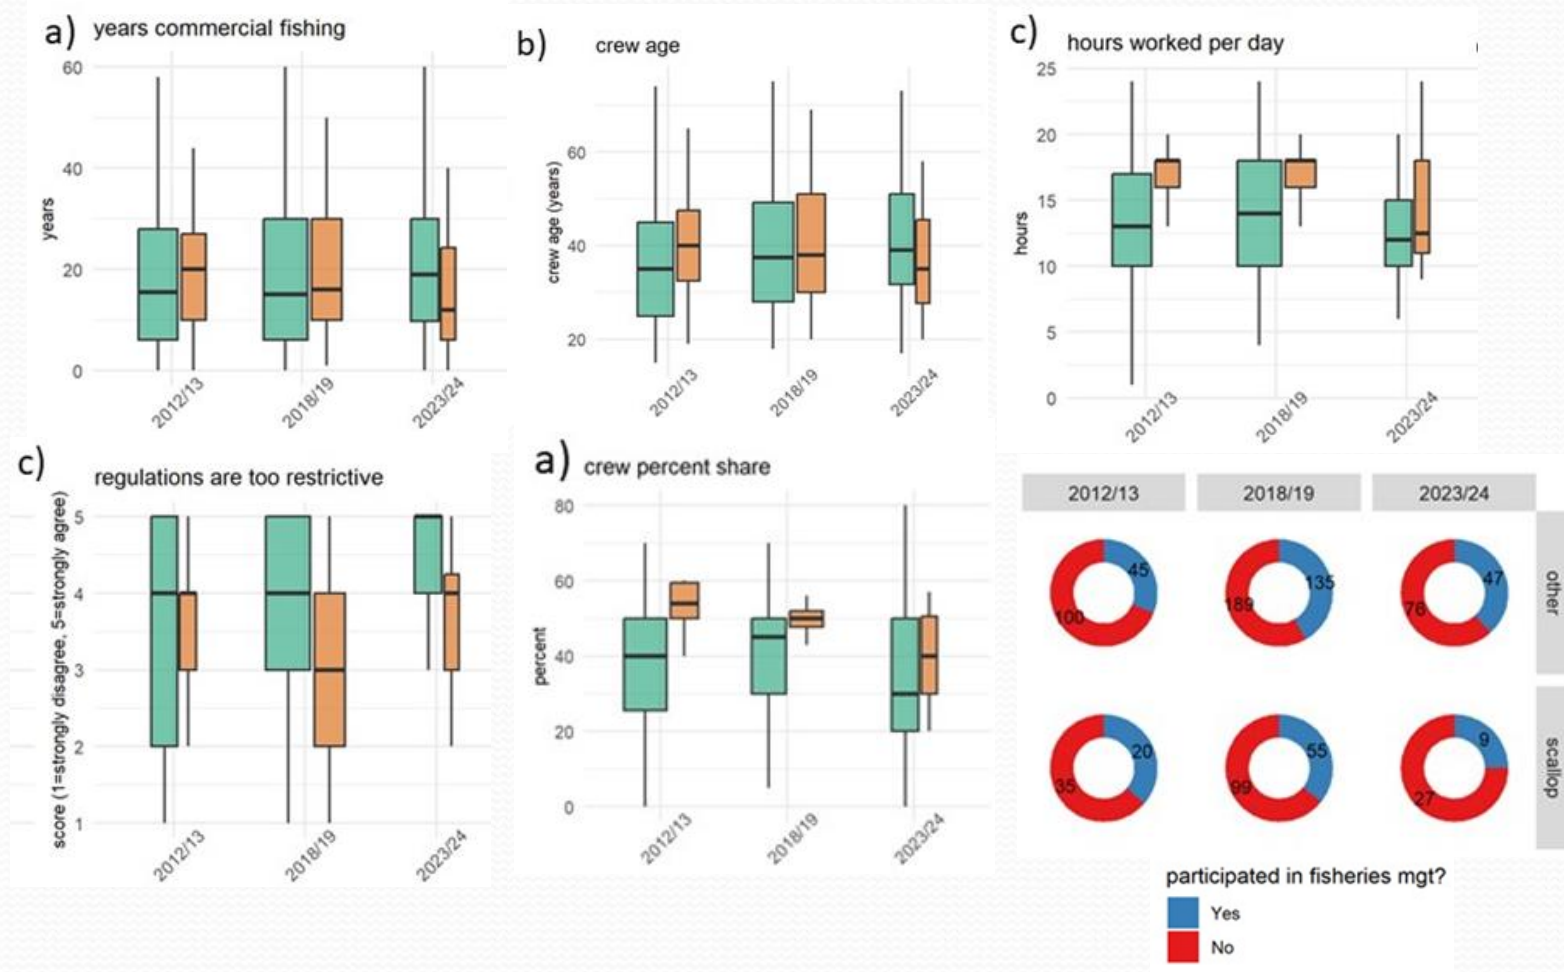 a) years commercial fishing
years
60
40
20
0
2012/13
2018/19
2023/24
b) crew age
crew age (years)
60
40
20
2012/13
2018/19
2023/24
c) hours worked per day
hours
25
20
15
10
5
0
2012/13
2018/19
2023/24
c) regulations are too restrictive
score (1=strongly disagree, 5=strongly agree)
5
4
3
2
1
2012/13
2018/19
2023/24
a) crew percent share
percent
80
60
40
20
0
2012/13
2018/19
2023/24
2012/13 2018/19 2023/24
45 135 47
100 189 76
other
20 55 9
35 99 27
scallop
participated in fisheries mgt?
Yes
No